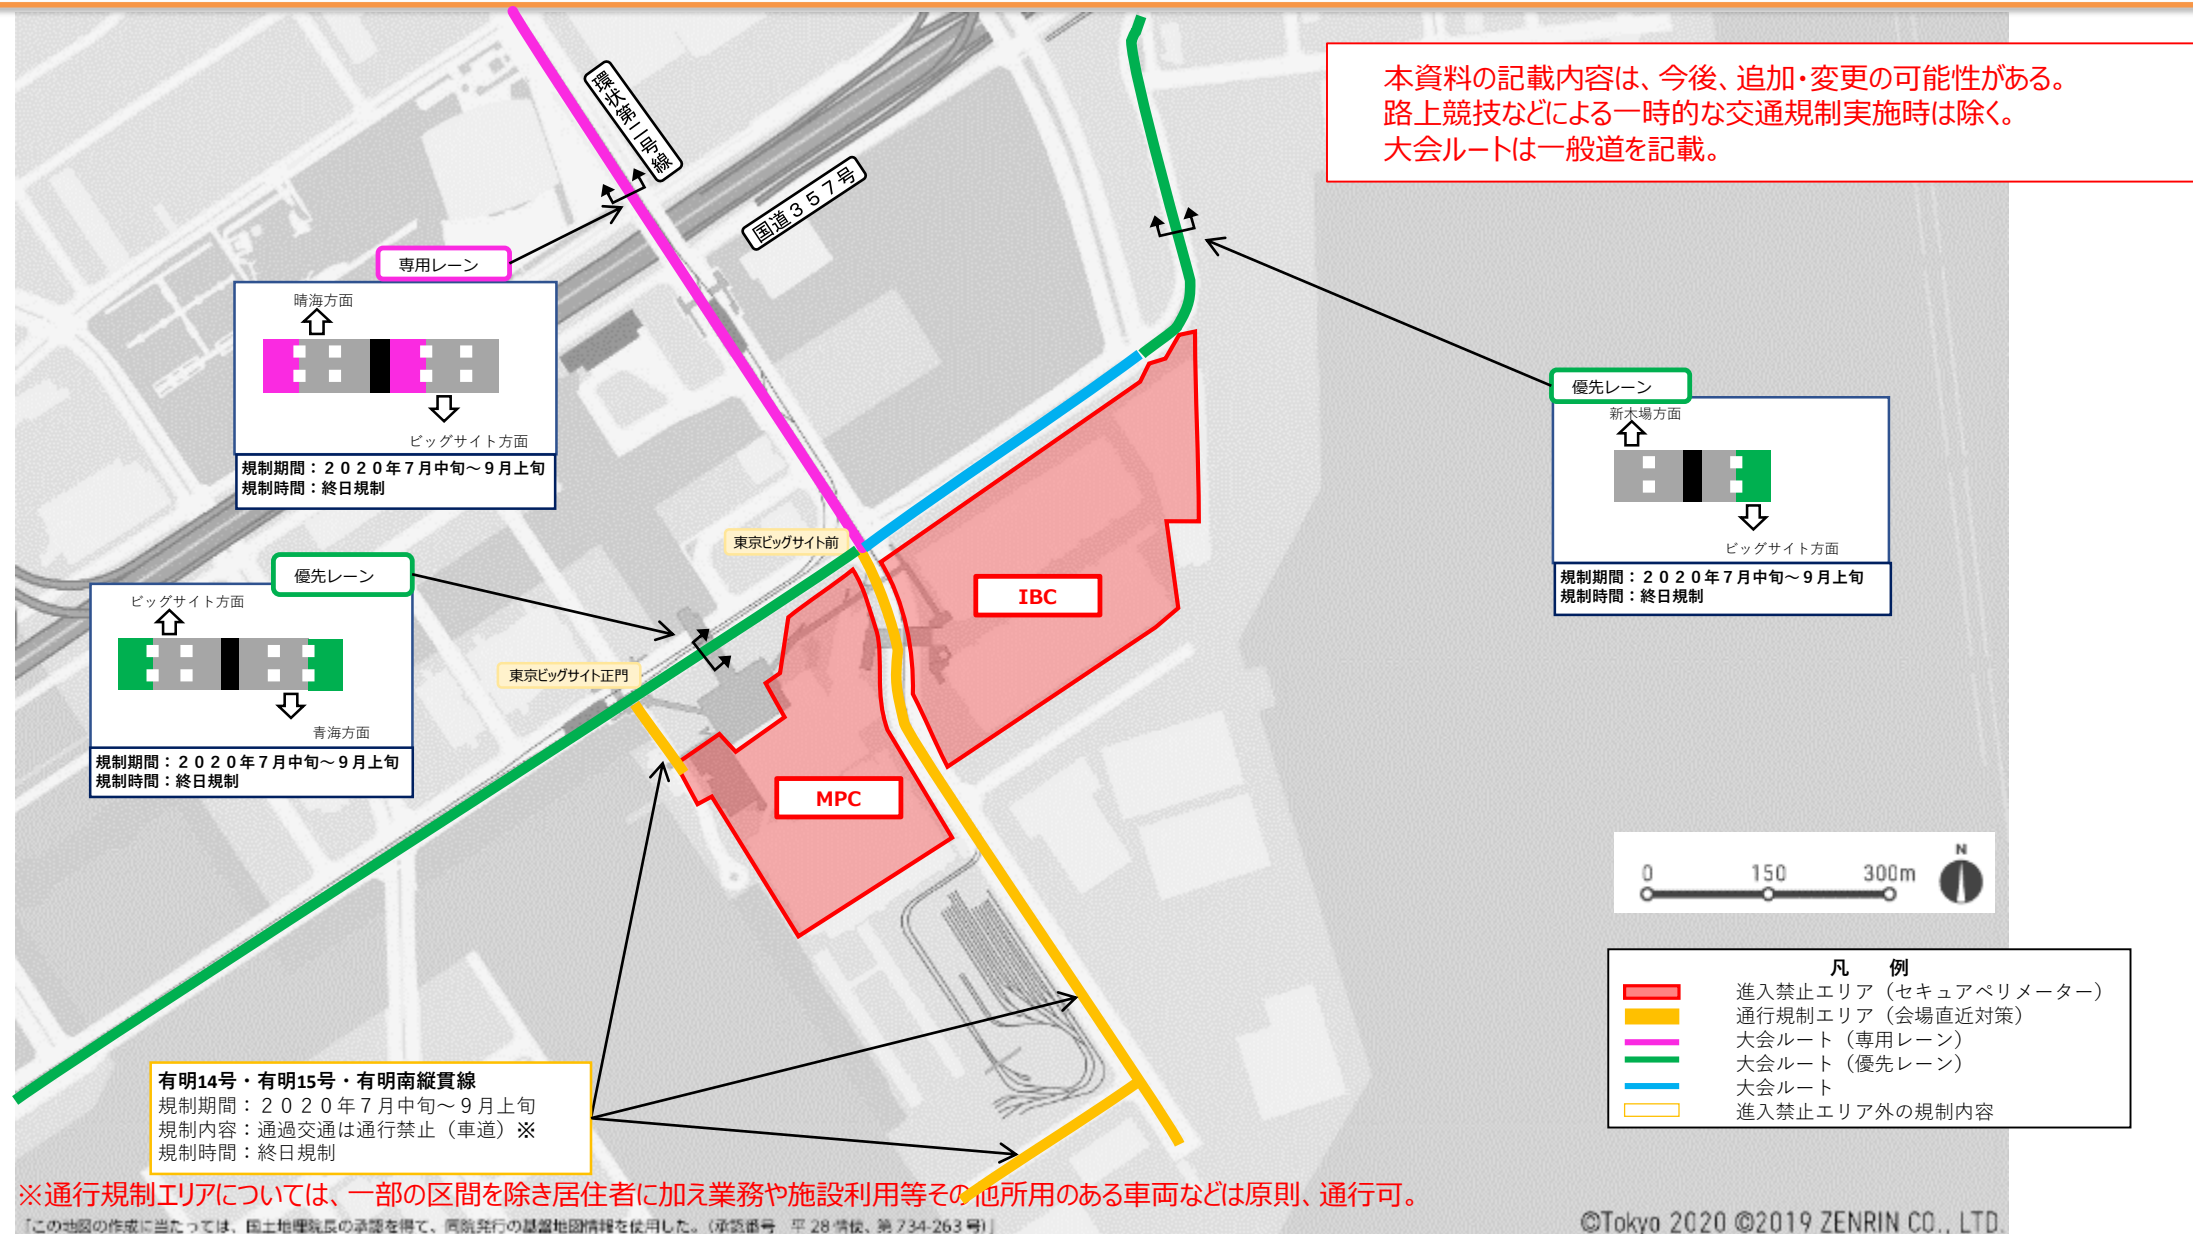 本資料の記載内容は、今後、追加・変更の可能性がある。
路上競技などによる一時的な交通規制実施時は除く。
大会ルートは一般道を記載。
環状第二号線
国道３５７号
専用レーン
晴海方面
ビッグサイト方面
規制期間：２０２０年７月中旬～９月上旬
規制時間：終日規制
優先レーン
新木場方面
ビッグサイト方面
規制期間：２０２０年７月中旬～９月上旬
規制時間：終日規制
東京ビッグサイト前
優先レーン
ビッグサイト方面
青海方面
規制期間：２０２０年７月中旬～９月上旬
規制時間：終日規制
東京ビッグサイト正門
IBC
MPC
0 150 300m
N
凡　例
進入禁止エリア（セキュアペリメーター）
通行規制エリア（会場直近対策）
大会ルート（専用レーン）
大会ルート（優先レーン）
大会ルート
進入禁止エリア外の規制内容
有明14号・有明15号・有明南縦貫線
規制期間：２０２０年７月中旬～９月上旬
規制内容：通過交通は通行禁止（車道）※
規制時間：終日規制
※通行規制エリアについては、一部の区間を除き居住者に加え業務や施設利用等その他所用のある車両などは原則、通行可。
「この地図の作成に当たっては、国土地理院長の承認を得て、同院発行の基盤地図情報を使用した。（承認番号　平 28 情使、第 734-263 号）」
©Tokyo 2020 ©2019 ZENRIN CO., LTD.